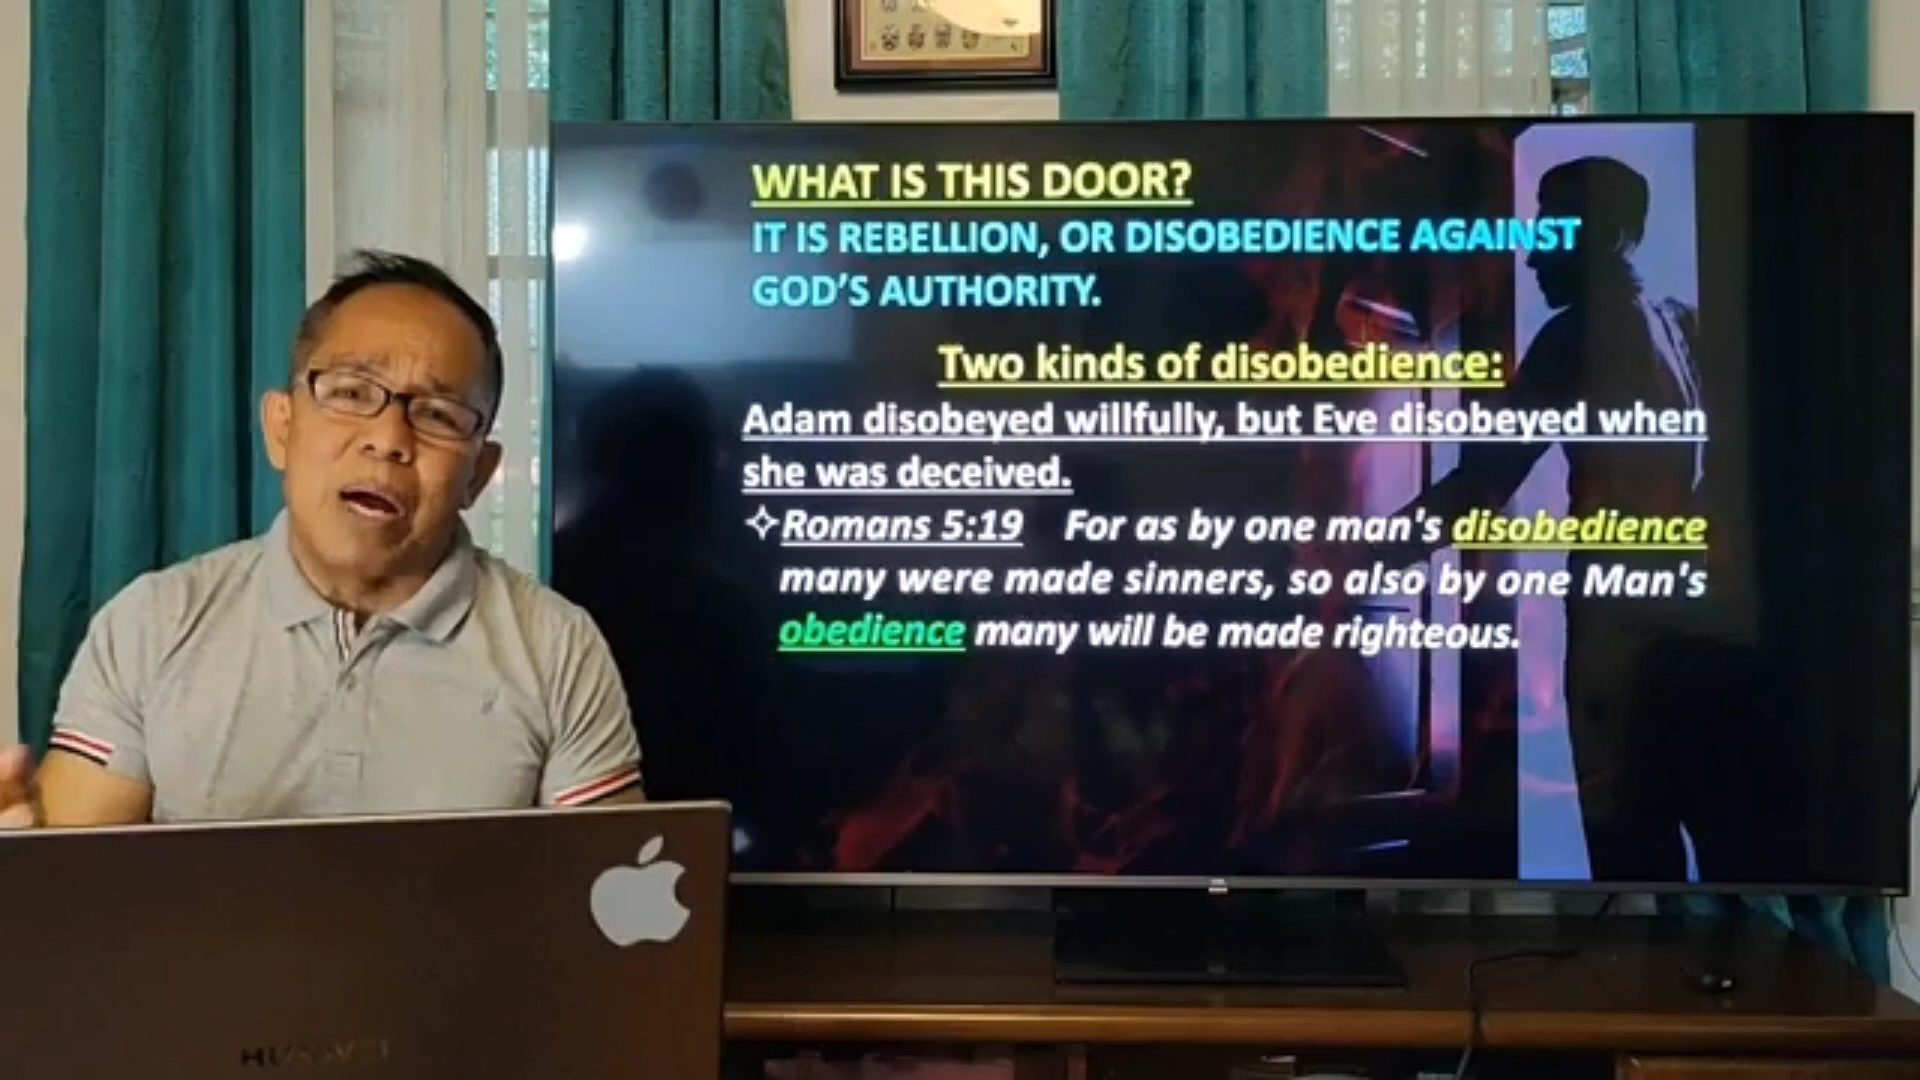 WHAT IS THIS DOOR?
IT IS REBELLION, OR DISOBEDIENCE AGAINST
GOD'S AUTHORITY.
Two kinds of disobedience:
Adam disobeyed willfully, but Eve disobeyed when
she was deceived.
✧Romans 5:19 For as by one man's disobedience
many were made sinners, so also by one Man's
obedience many will be made righteous.
HUAWEI